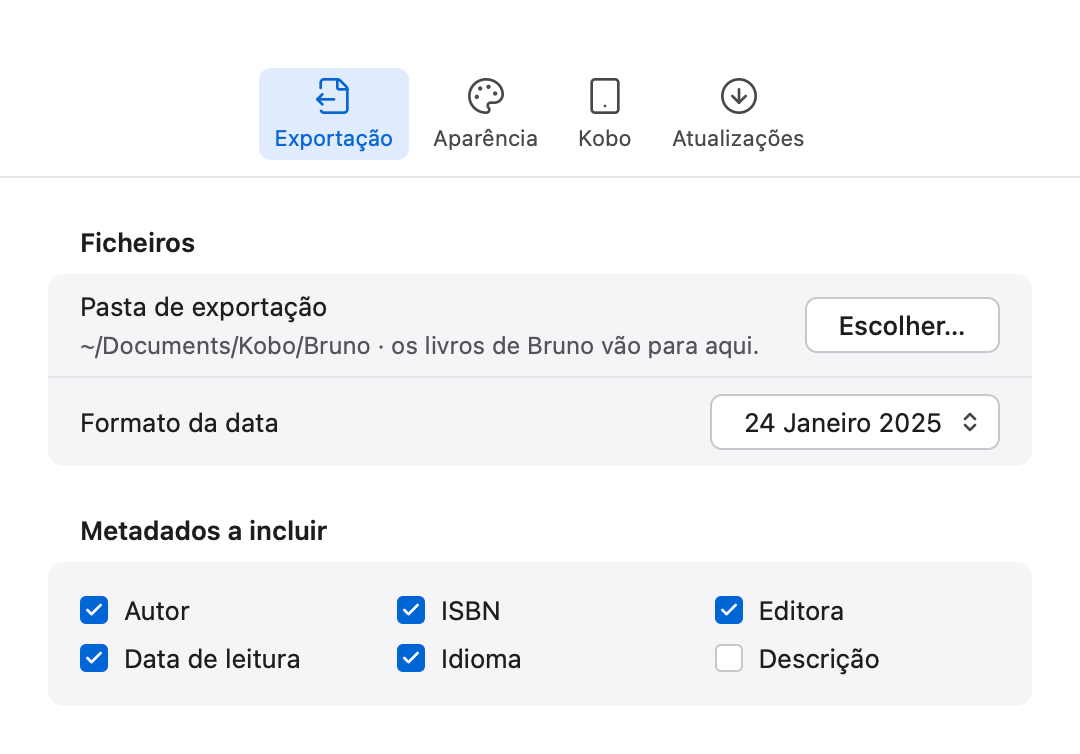 Exportação
Aparência
Kobo
Atualizações
Ficheiros
Pasta de exportação
~/Documents/Kobo/Bruno · os livros de Bruno vão para aqui.
Escolher...
Formato da data
24 Janeiro 2025
Metadados a incluir
Autor
ISBN
Editora
Data de leitura
Idioma
Descrição